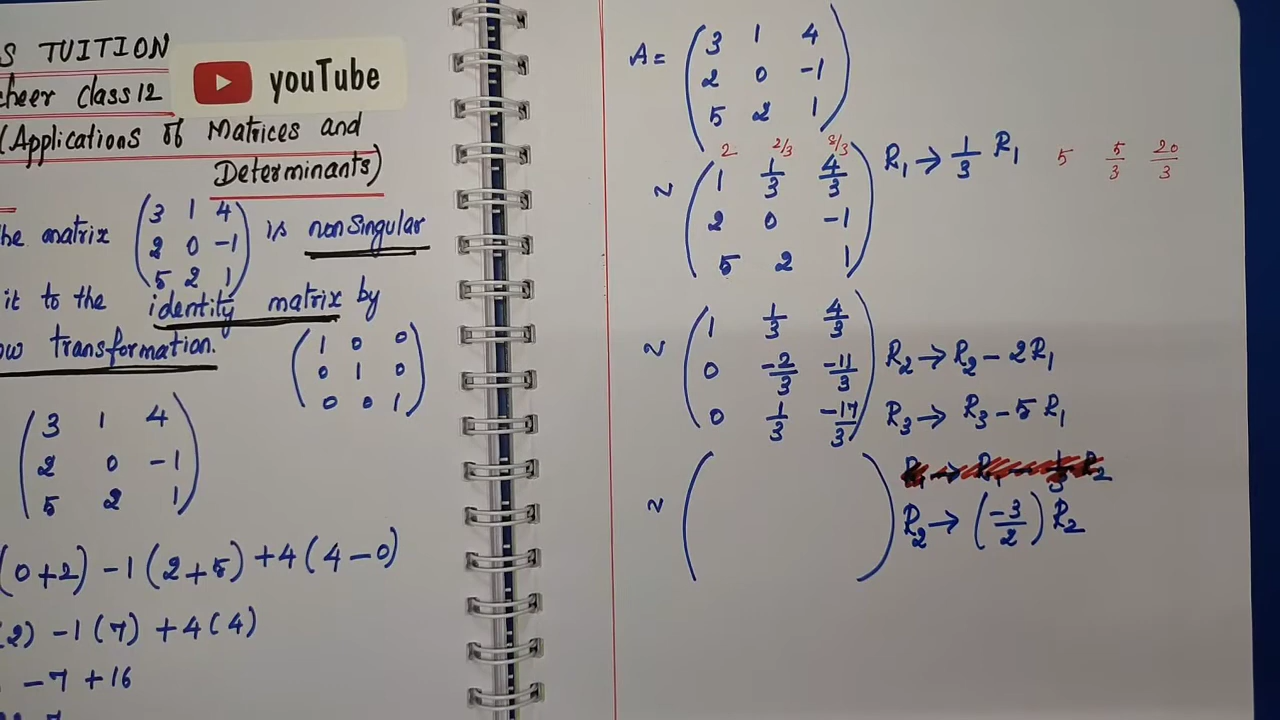 S TUITION
cheer class 12
YouTube
(Applications of Matrices and
Determinants)
he matrix (3 1 4
2 0 -1
5 2 1) is nonsingular
it to the identity matrix by
ow transformation.
(1 0 0
0 1 0
0 0 1)
(3 1 4
2 0 -1
5 2 1)
(0+2) -1(2+5) +4(4-0)
2) -1(7) +4(4)
-7 +16
A = (3 1 4
2 0 -1
5 2 1)
2 2/3 8/3
~ (1 1/3 4/3
2 0 -1
5 2 1) R₁ → 1/3 R₁
5 5/3 20/3
~ (1 1/3 4/3
0 -2/3 -11/3
0 1/3 -17/3) R₂ → R₂ - 2R₁
R₃ → R₃ - 5R₁
~ ( )
R₂ → (-3/2) R₂